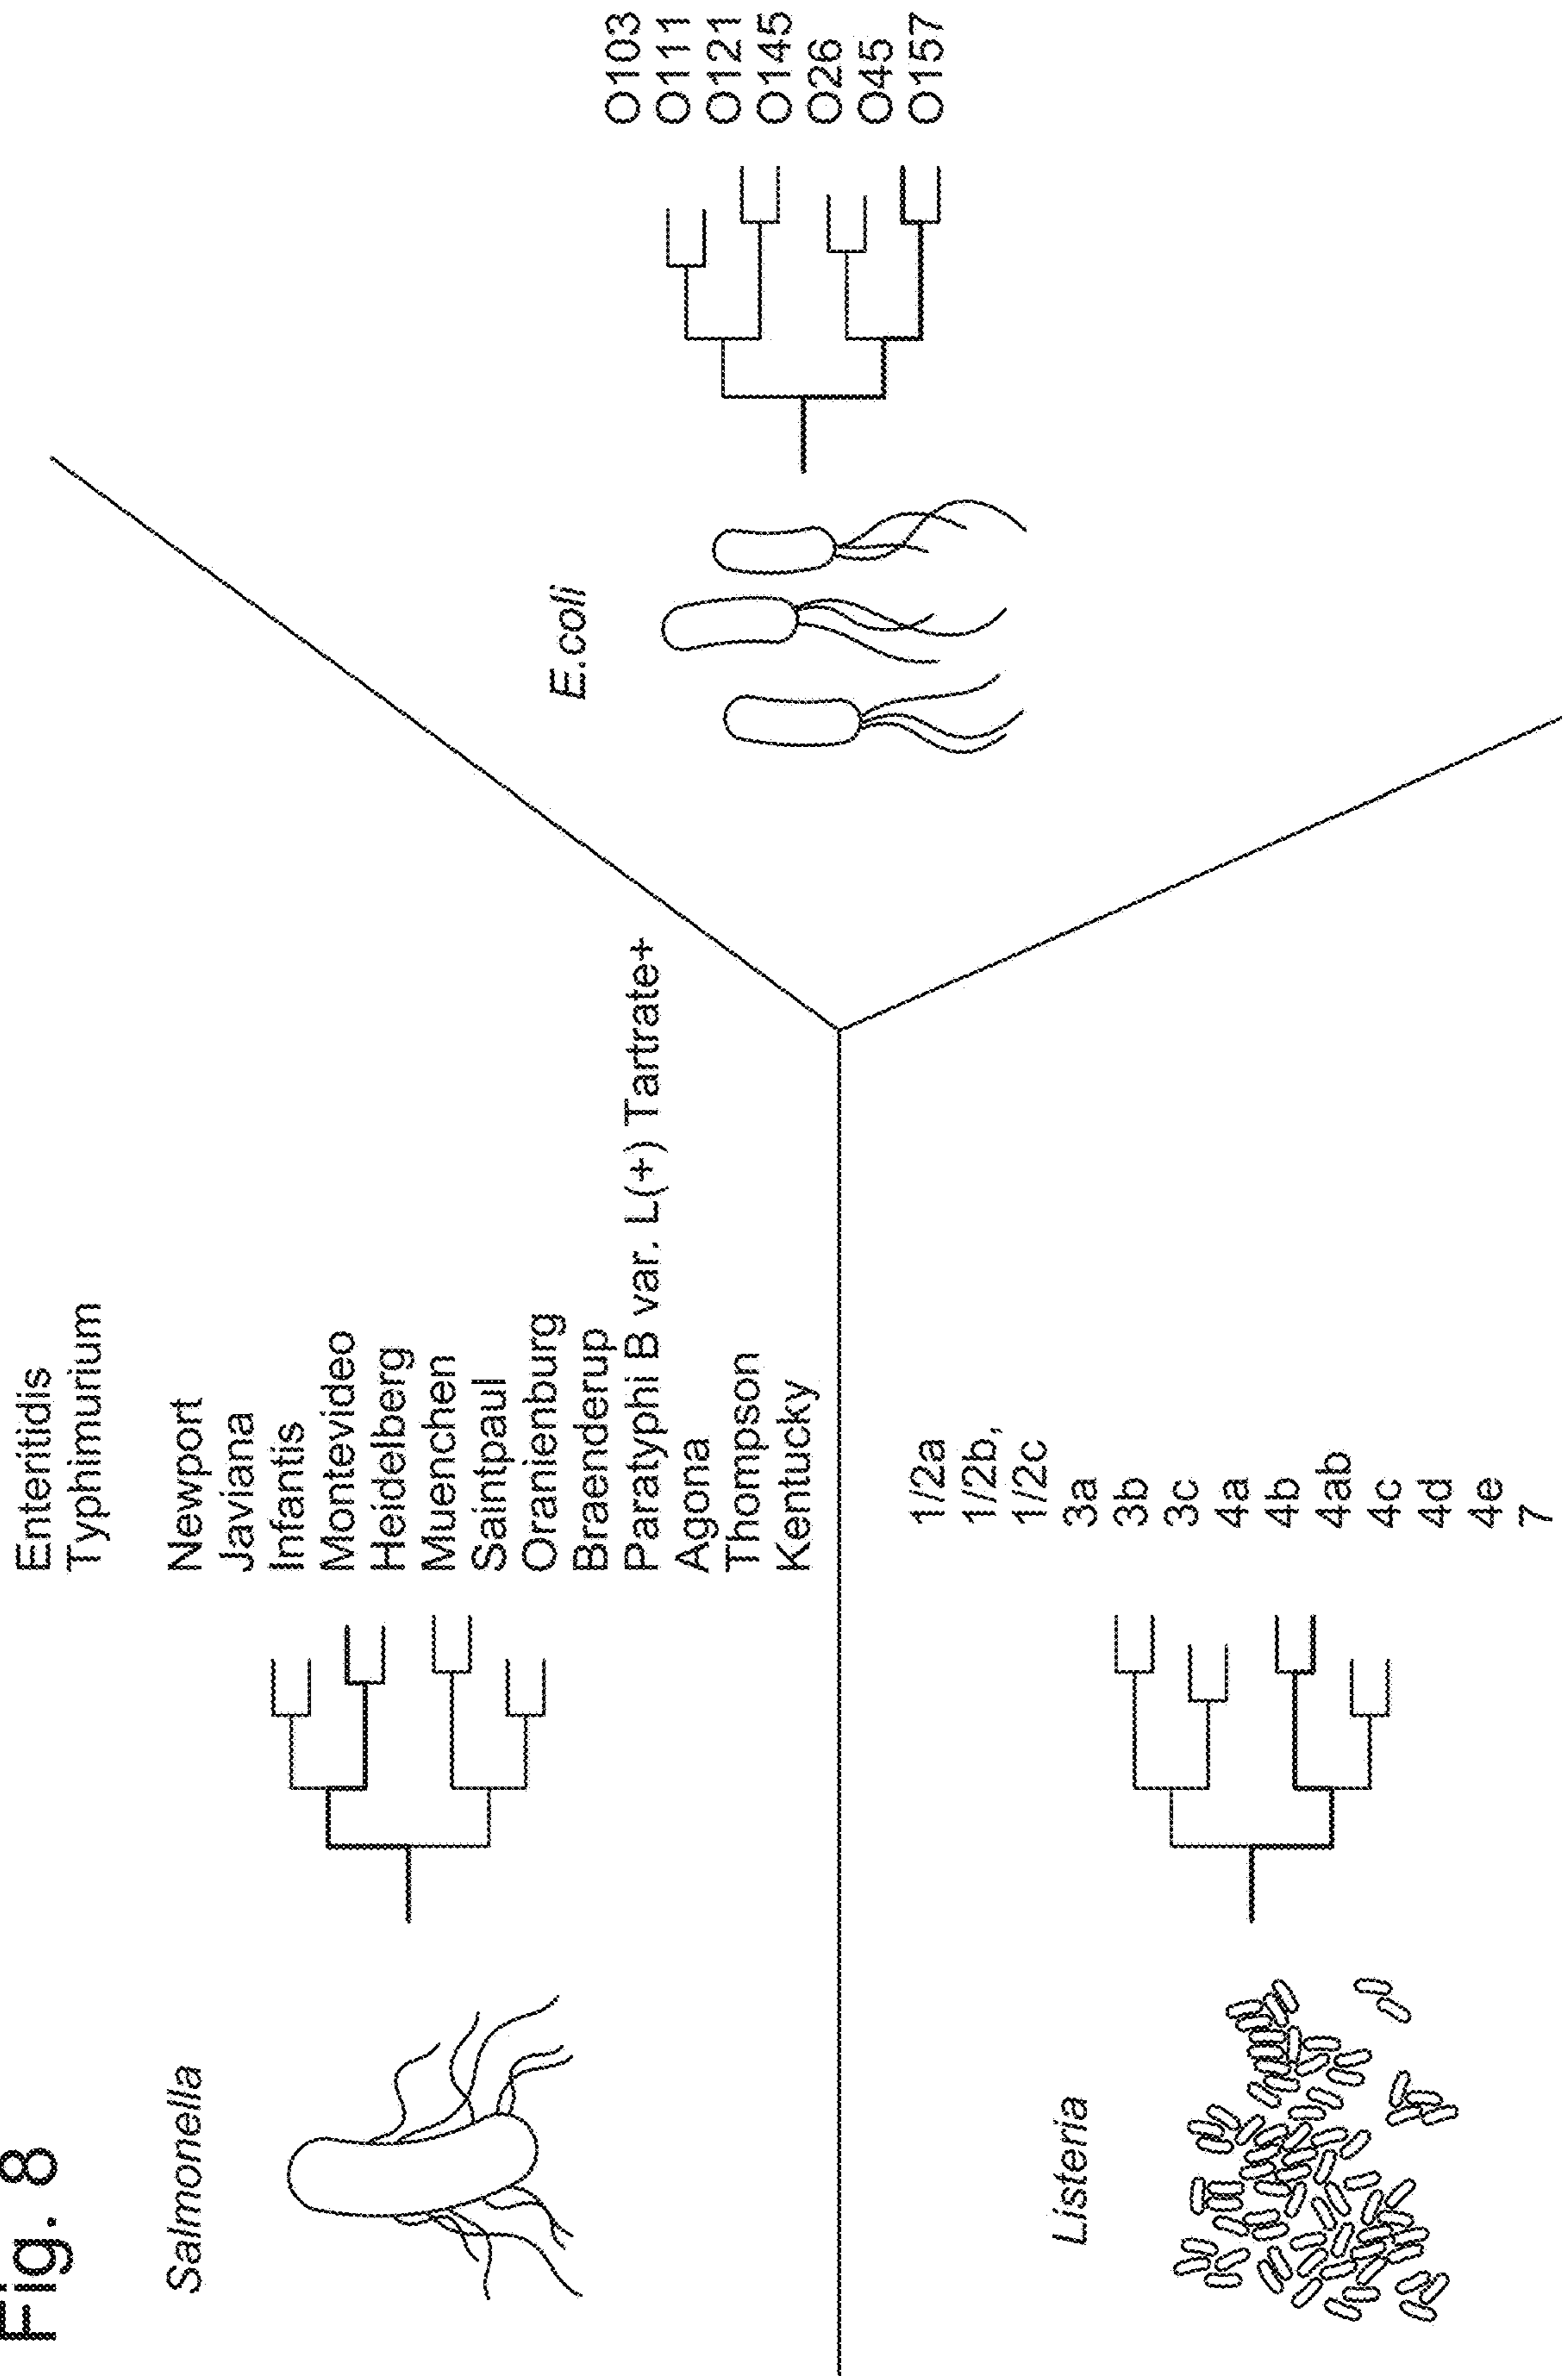 Fig. 8
Salmonella
Enteritidis
Typhimurium
Newport
Javiana
Infantis
Montevideo
Heidelberg
Muenchen
Saintpaul
Oranienburg
Braenderup
Paratyphi B var. L(+) Tartrate+
Agona
Thompson
Kentucky
Listeria
1/2a
1/2b,
1/2c
3a
3b
3c
4a
4b
4ab
4c
4d
4e
7
E.coli
O103
O111
O121
O145
O26
O45
O157